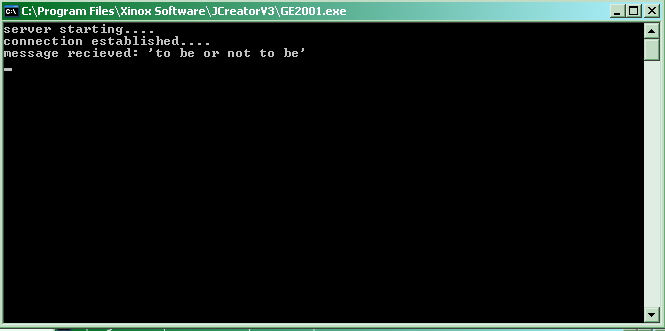 C:\Program Files\Xinox Software\JCreatorV3\GE2001.exe
server starting....
connection established....
message recieved: 'to be or not to be'